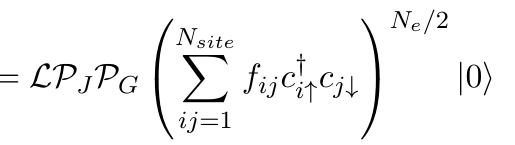 = \mathcal{L}\mathcal{P}_J\mathcal{P}_G \left( \sum_{ij=1}^{N_{site}} f_{ij} c_{i\uparrow}^{\dagger} c_{j\downarrow} \right)^{N_e/2} |0\rangle